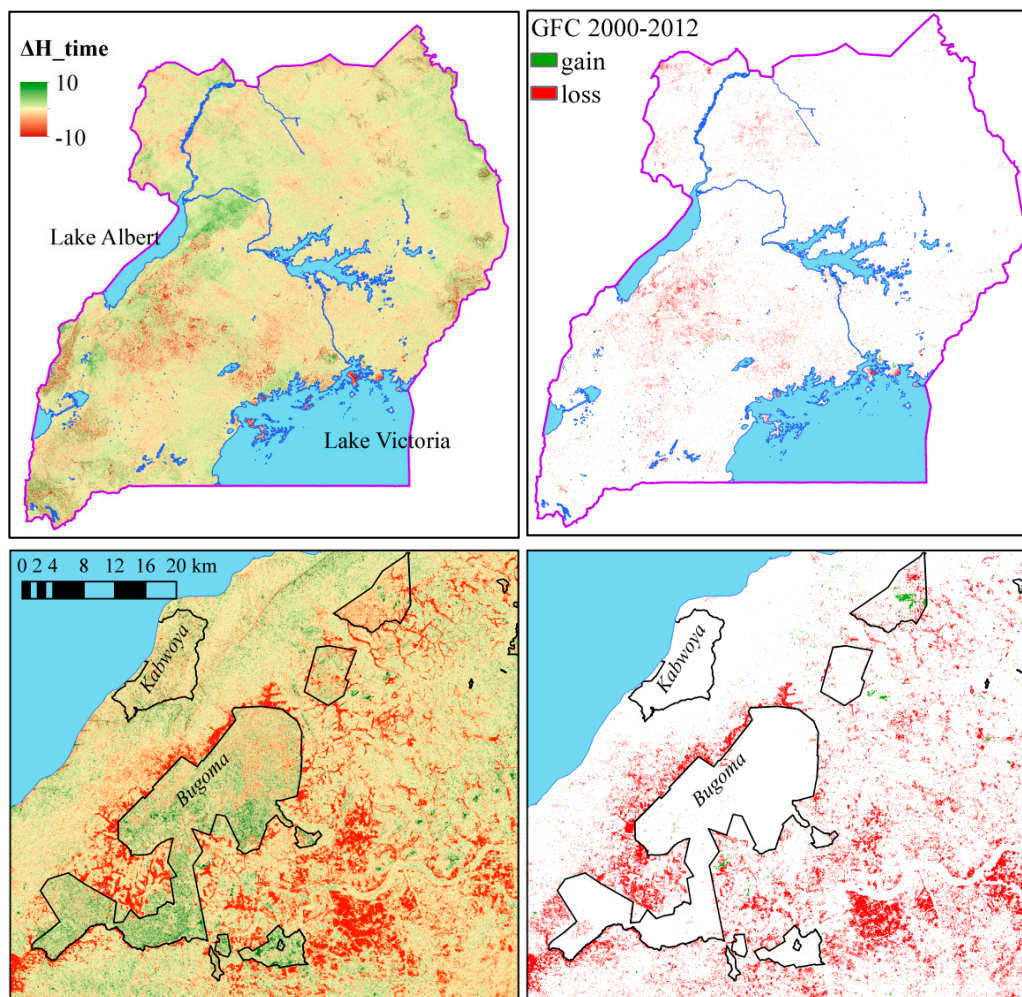 ΔH_time
10
-10
Lake Albert
Lake Victoria
GFC 2000-2012
gain
loss
0 2 4 8 12 16 20 km
Kabwoya
Bugoma
Kabwoya
Bugoma